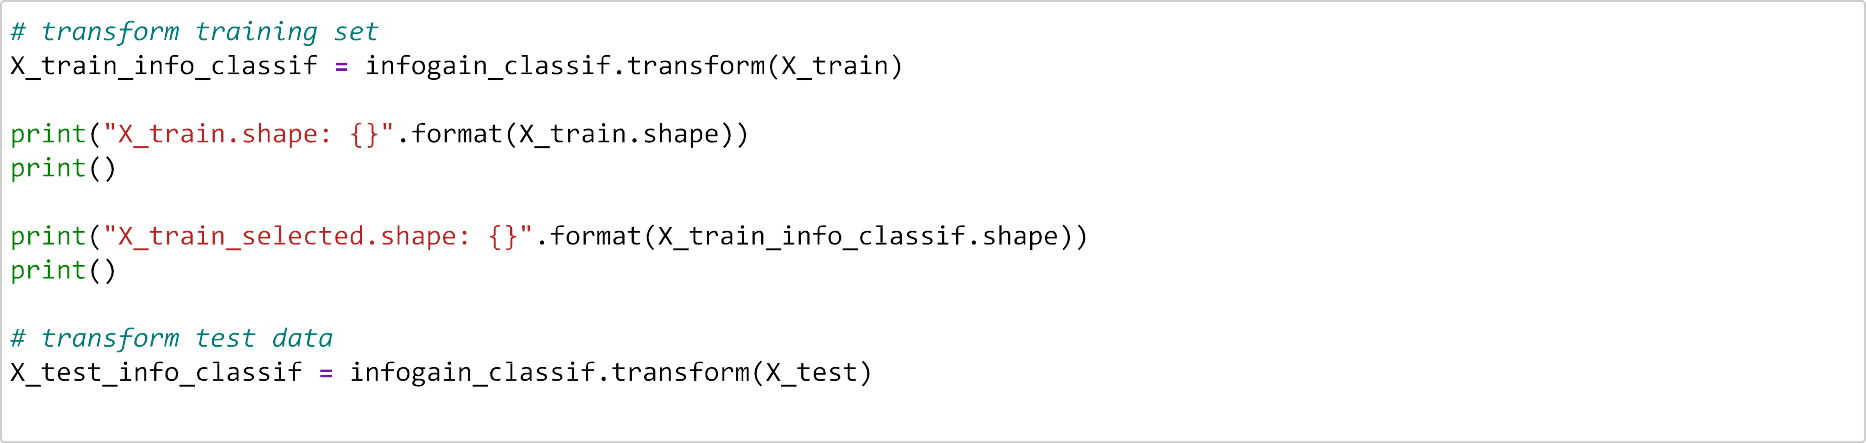 # transform training set
X_train_info_classif = infogain_classif.transform(X_train)
print("X_train.shape: {}".format(X_train.shape))
print()
print("X_train_selected.shape: {}".format(X_train_info_classif.shape))
print()
# transform test data
X_test_info_classif = infogain_classif.transform(X_test)